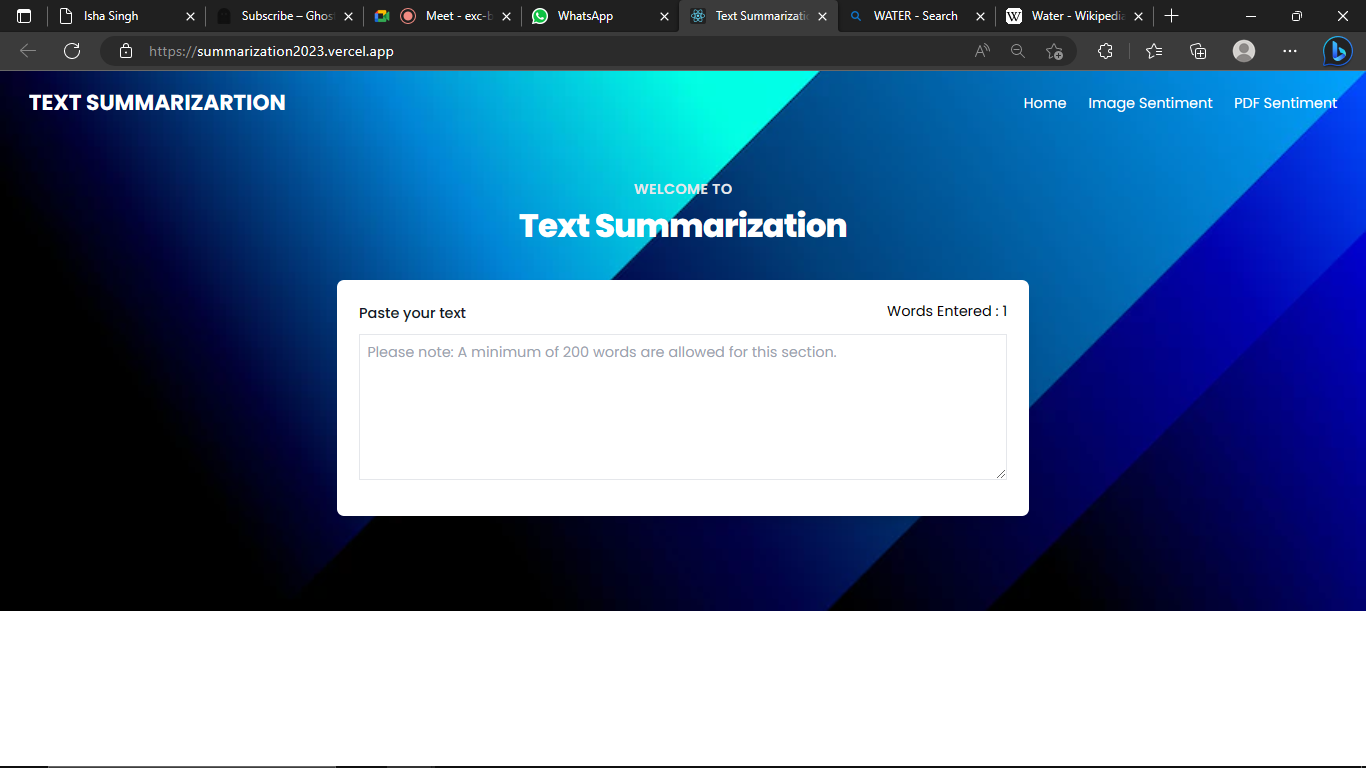 Isha Singh
Subscribe – Ghos
Meet - exc-b
WhatsApp
Text Summarizatio
WATER - Search
Water - Wikipedia
https://summarization2023.vercel.app
TEXT SUMMARIZARTION
Home
Image Sentiment
PDF Sentiment
WELCOME TO
Text Summarization
Paste your text
Words Entered : 1
Please note: A minimum of 200 words are allowed for this section.